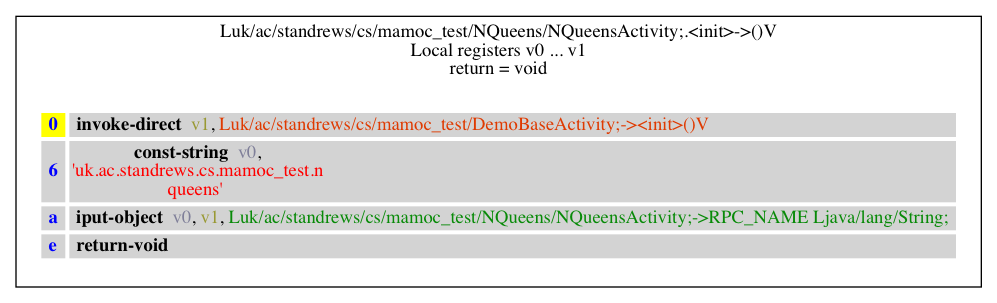 Luk/ac/standrews/cs/mamoc_test/NQueens/NQueensActivity;.<init>->()V
Local registers v0 ... v1
return = void
0 invoke-direct v1, Luk/ac/standrews/cs/mamoc_test/DemoBaseActivity;-><init>()V
6 const-string v0,
'uk.ac.standrews.cs.mamoc_test.n
queens'
a iput-object v0, v1, Luk/ac/standrews/cs/mamoc_test/NQueens/NQueensActivity;->RPC_NAME Ljava/lang/String;
e return-void